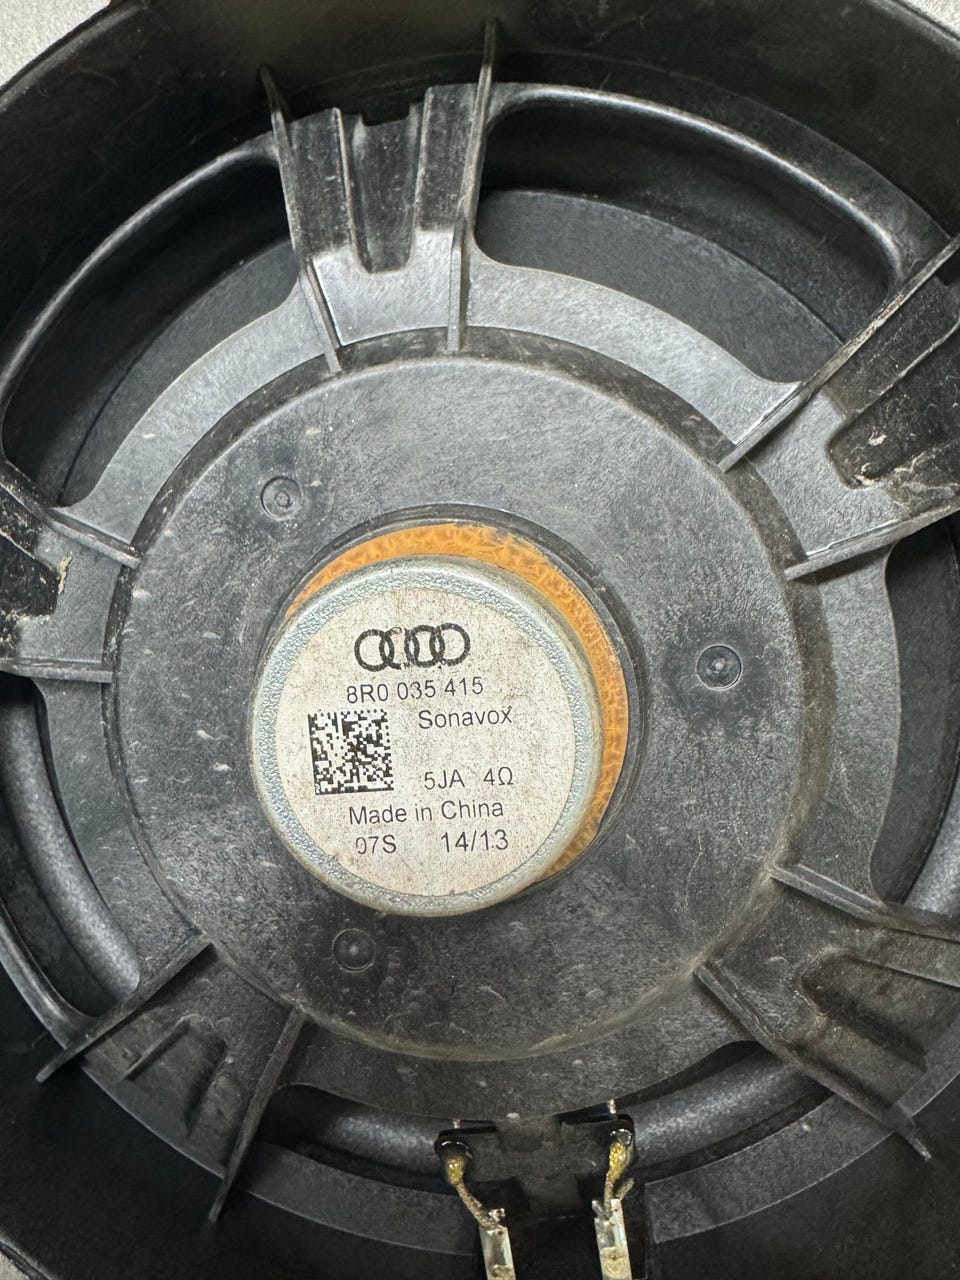 8R0 035 415
Sonavox
5JA 4Ω
Made in China
07S 14/13